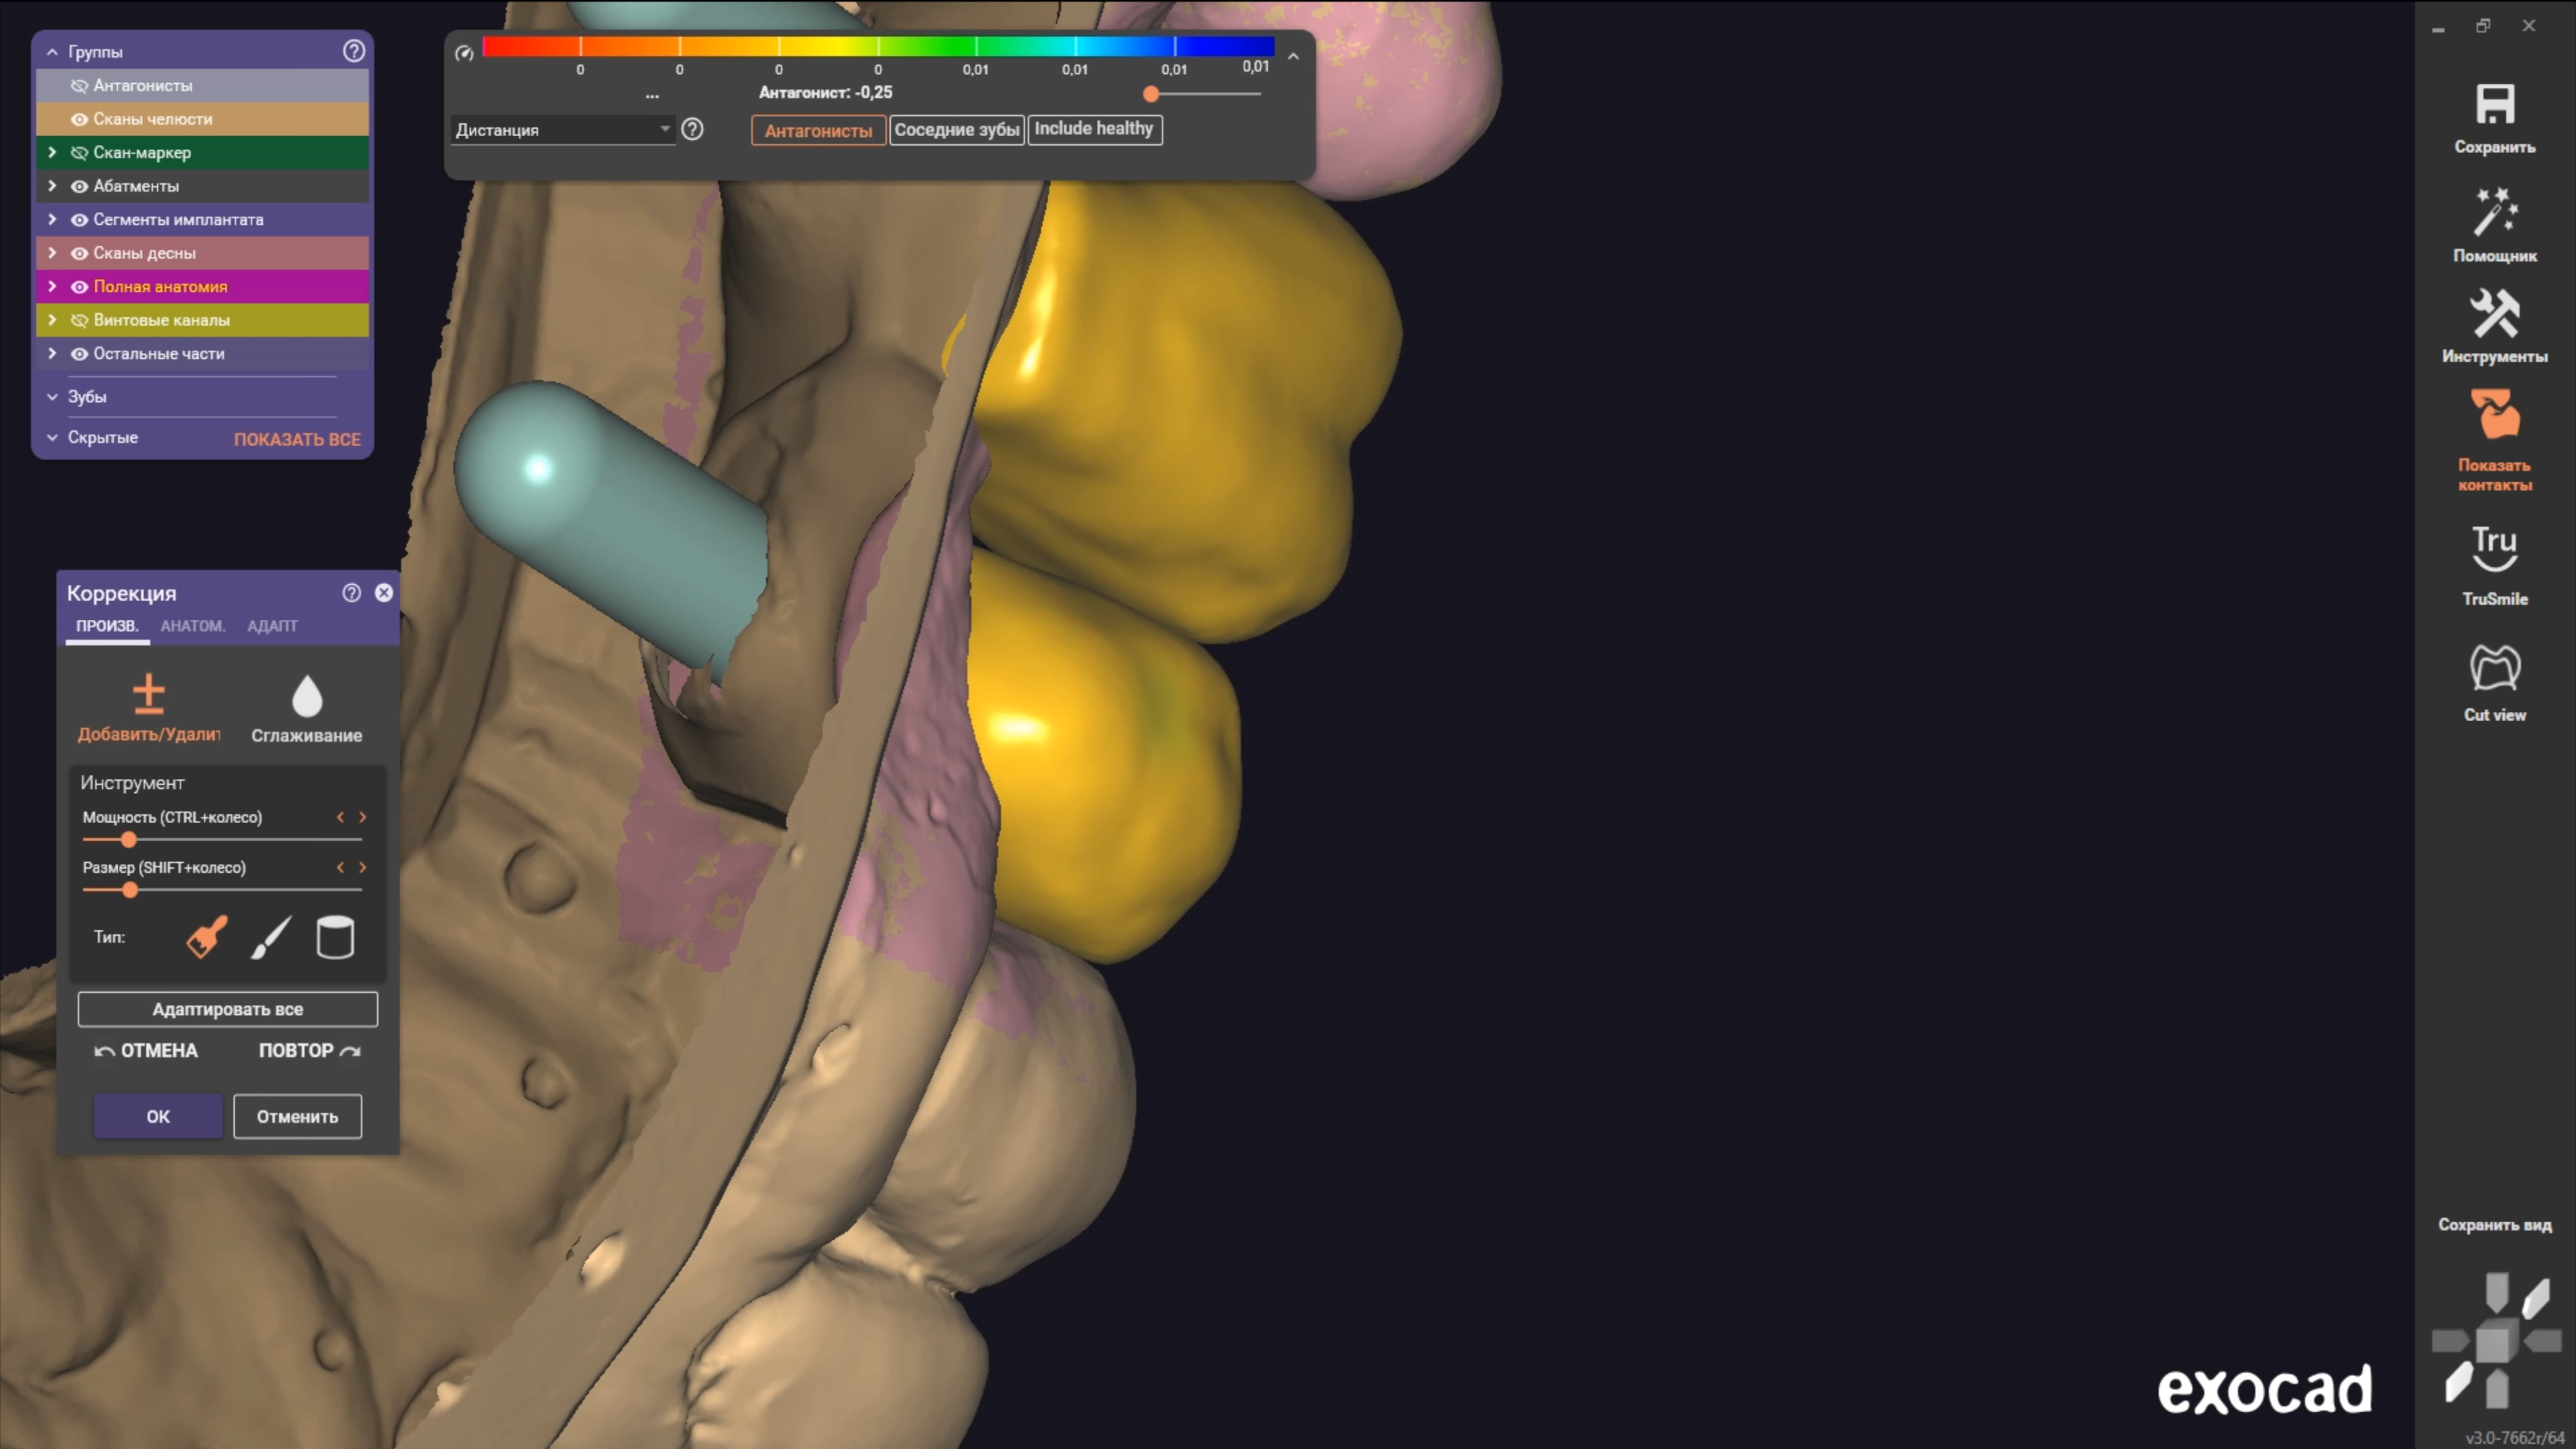 Группы
Антагонисты
Сканы челюсти
Скан-маркер
Абатменты
Сегменты имплантата
Сканы десны
Полная анатомия
Винтовые каналы
Остальные части
Зубы
Скрытые ПОКАЗАТЬ ВСЕ
0 0 0 0 0,01 0,01 0,01 0,01
... Антагонист: -0,25
Дистанция Антагонисты Соседние зубы Include healthy
Коррекция
ПРОИЗВ. АНАТОМ. АДАПТ
Добавить/Удалит Сглаживание
Инструмент
Мощность (CTRL+колесо)
Размер (SHIFT+колесо)
Тип:
Адаптировать все
ОТМЕНА ПОВТОР
ОК Отменить
Сохранить
Помощник
Инструменты
Показать
контакты
Tru
TruSmile
Cut view
Сохранить вид
exocad
v3.0-7662r/64